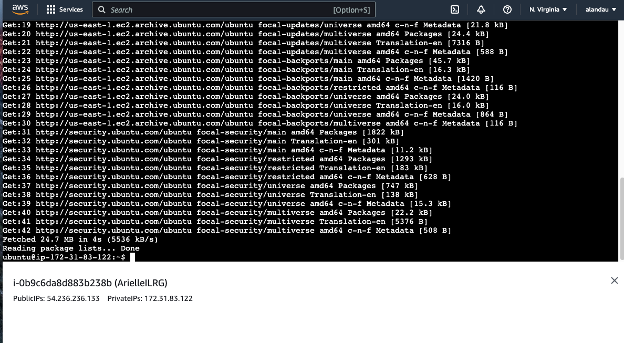 aws
Services
Search
[Option+S]
N. Virginia
alandau
Get:19 http://us-east-1.ec2.archive.ubuntu.com/ubuntu focal-updates/universe amd64 c-n-f Metadata [21.8 kB]
Get:20 http://us-east-1.ec2.archive.ubuntu.com/ubuntu focal-updates/multiverse amd64 Packages [24.4 kB]
Get:21 http://us-east-1.ec2.archive.ubuntu.com/ubuntu focal-updates/multiverse Translation-en [7316 B]
Get:22 http://us-east-1.ec2.archive.ubuntu.com/ubuntu focal-updates/multiverse amd64 c-n-f Metadata [588 B]
Get:23 http://us-east-1.ec2.archive.ubuntu.com/ubuntu focal-backports/main amd64 Packages [45.7 kB]
Get:24 http://us-east-1.ec2.archive.ubuntu.com/ubuntu focal-backports/main Translation-en [16.3 kB]
Get:25 http://us-east-1.ec2.archive.ubuntu.com/ubuntu focal-backports/main amd64 c-n-f Metadata [1420 B]
Get:26 http://us-east-1.ec2.archive.ubuntu.com/ubuntu focal-backports/restricted amd64 c-n-f Metadata [116 B]
Get:27 http://us-east-1.ec2.archive.ubuntu.com/ubuntu focal-backports/universe amd64 Packages [24.0 kB]
Get:28 http://us-east-1.ec2.archive.ubuntu.com/ubuntu focal-backports/universe Translation-en [16.0 kB]
Get:29 http://us-east-1.ec2.archive.ubuntu.com/ubuntu focal-backports/universe amd64 c-n-f Metadata [864 B]
Get:30 http://us-east-1.ec2.archive.ubuntu.com/ubuntu focal-backports/multiverse amd64 c-n-f Metadata [116 B]
Get:31 http://security.ubuntu.com/ubuntu focal-security/main amd64 Packages [1822 kB]
Get:32 http://security.ubuntu.com/ubuntu focal-security/main Translation-en [301 kB]
Get:33 http://security.ubuntu.com/ubuntu focal-security/main amd64 c-n-f Metadata [11.2 kB]
Get:34 http://security.ubuntu.com/ubuntu focal-security/restricted amd64 Packages [1293 kB]
Get:35 http://security.ubuntu.com/ubuntu focal-security/restricted Translation-en [183 kB]
Get:36 http://security.ubuntu.com/ubuntu focal-security/restricted amd64 c-n-f Metadata [628 B]
Get:37 http://security.ubuntu.com/ubuntu focal-security/universe amd64 Packages [747 kB]
Get:38 http://security.ubuntu.com/ubuntu focal-security/universe Translation-en [138 kB]
Get:39 http://security.ubuntu.com/ubuntu focal-security/universe amd64 c-n-f Metadata [15.3 kB]
Get:40 http://security.ubuntu.com/ubuntu focal-security/multiverse amd64 Packages [22.2 kB]
Get:41 http://security.ubuntu.com/ubuntu focal-security/multiverse Translation-en [5376 B]
Get:42 http://security.ubuntu.com/ubuntu focal-security/multiverse amd64 c-n-f Metadata [508 B]
Fetched 24.7 MB in 4s (5536 kB/s)
Reading package lists... Done
ubuntu@ip-172-31-83-122:~$
i-0b9c6da8d883b238b (ArielleILRG)
PublicIPs: 54.236.236.133 PrivateIPs: 172.31.83.122